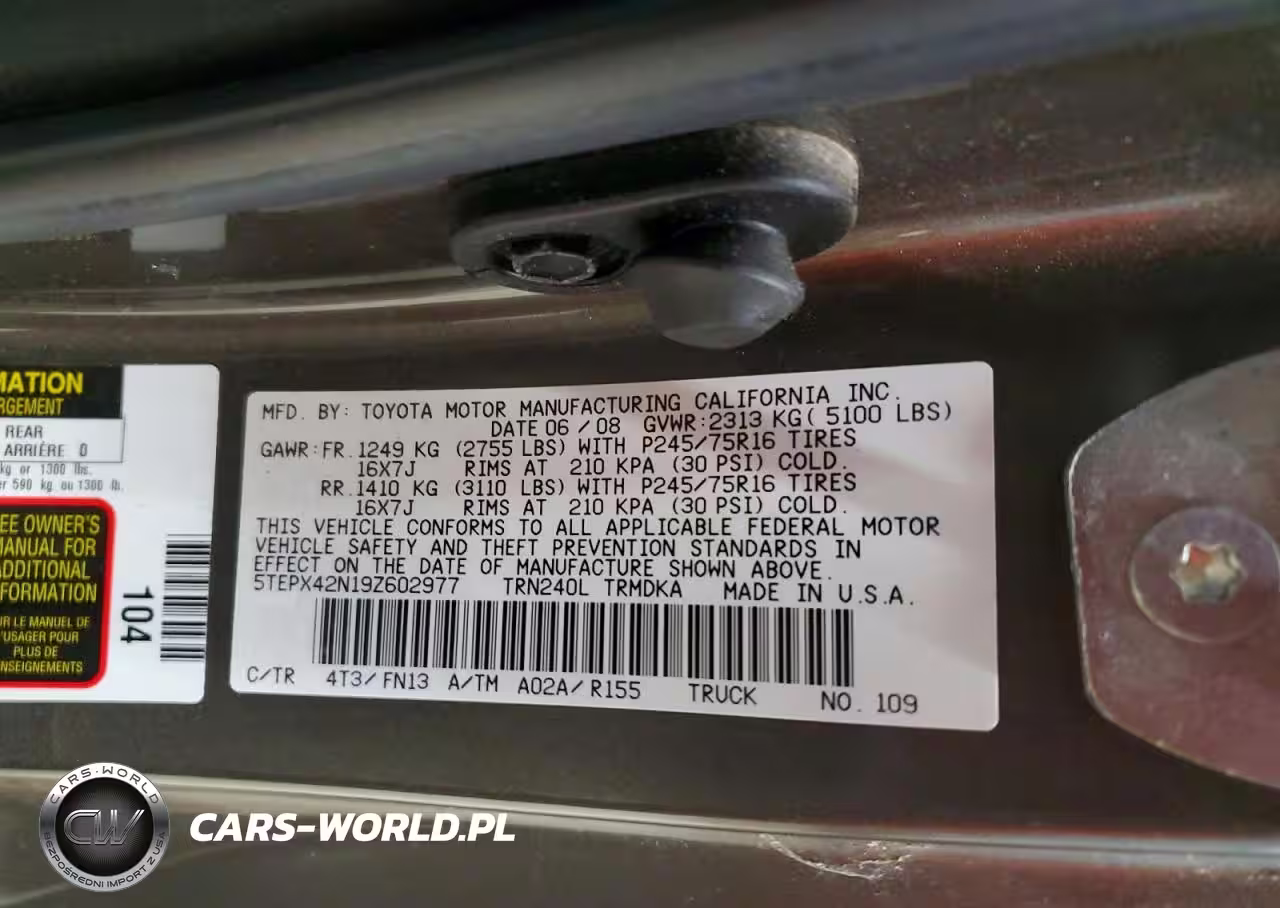 MATION
RGEMENT
REAR
ARRIÈRE 0
kg or 1300 lbs.
er 590 kg ou 1300 lb.
EE OWNER'S
MANUAL FOR
ADDITIONAL
FORMATION
UR LE MANUEL DE
'USAGER POUR
PLUS DE
NSEIGNEMENTS
104
MFD. BY: TOYOTA MOTOR MANUFACTURING CALIFORNIA INC.
DATE 06/08 GVWR:2313 KG( 5100 LBS)
GAWR:FR.1249 KG (2755 LBS) WITH P245/75R16 TIRES
16X7J RIMS AT 210 KPA (30 PSI) COLD.
RR.1410 KG (3110 LBS) WITH P245/75R16 TIRES
16X7J RIMS AT 210 KPA (30 PSI) COLD.
THIS VEHICLE CONFORMS TO ALL APPLICABLE FEDERAL MOTOR
VEHICLE SAFETY AND THEFT PREVENTION STANDARDS IN
EFFECT ON THE DATE OF MANUFACTURE SHOWN ABOVE.
5TEPX42N19Z602977 TRN240L TRMDKA MADE IN U.S.A.
C/TR 4T3/FN13 A/TM A02A/R155 TRUCK NO. 109
CARS-WORLD
CW
BEZPOŚREDNI IMPORT Z USA
CARS-WORLD.PL